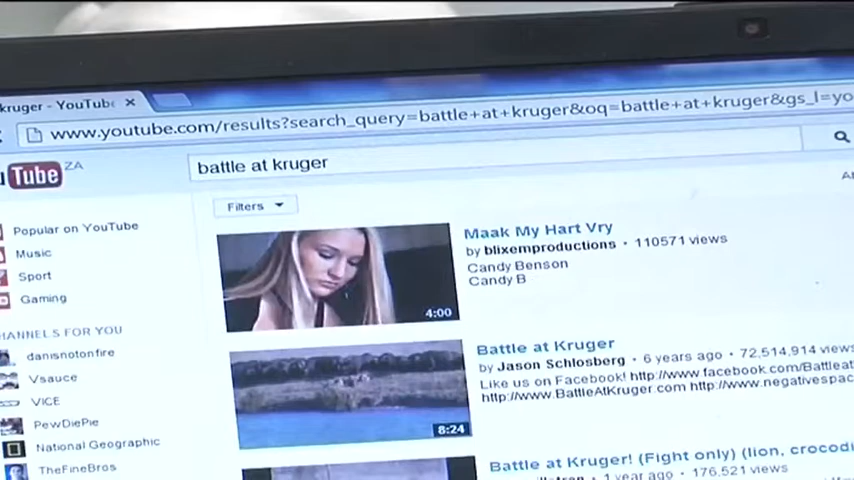 kruger - YouTube
www.youtube.com/results?search_query=battle+at+kruger&oq=battle+at+kruger&gs_l=yo
Tube ZA
battle at kruger
Filters
Popular on YouTube
Music
Sport
Gaming
HANNELS FOR YOU
danisnotonfire
Vsauce
VICE
PewDiePie
National Geographic
TheFineBros
4:00
Maak My Hart Vry
by blixemproductions · 110571 views
Candy Benson
Candy B
8:24
Battle at Kruger
by Jason Schlosberg · 6 years ago · 72,514,914 views
Like us on Facebook! http://www.facebook.com/Battleat
http://www.BattleAtKruger.com http://www.negativespac
Battle at Kruger! (Fight only) (lion, crocodi
1 year ago · 176,521 views